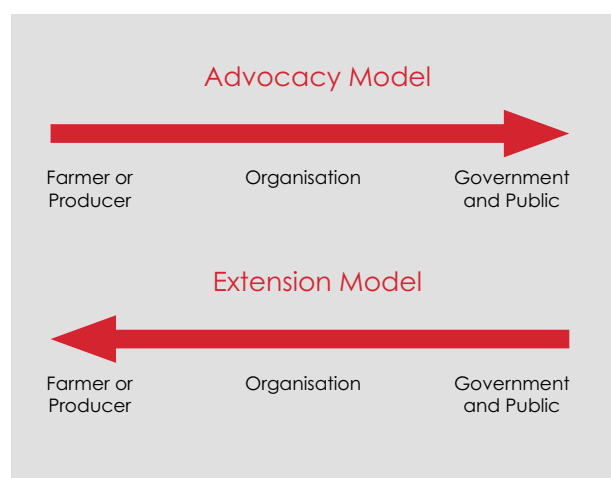 Advocacy Model
Farmer or
Producer
Organisation
Government
and Public
Extension Model
Farmer or
Producer
Organisation
Government
and Public